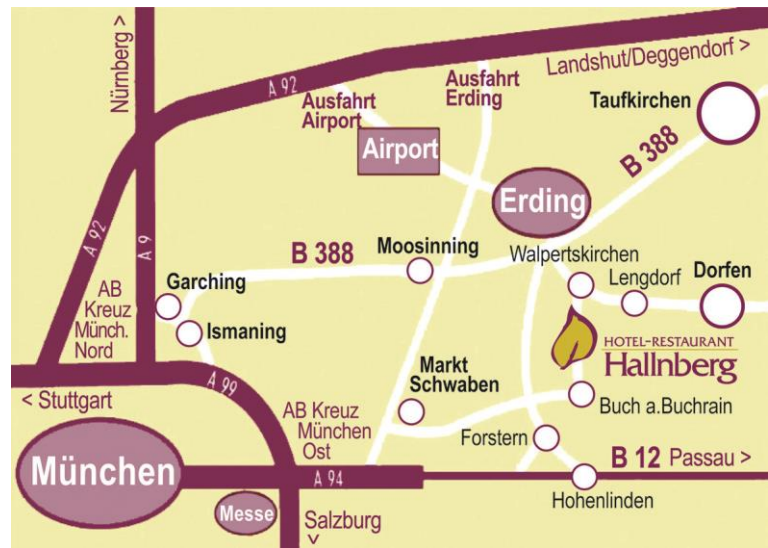 Nürnberg >
A 92
Landshut/Deggendorf >
Ausfahrt
Airport
Ausfahrt
Erding
Taufkirchen
Airport
B 388
Erding
A 92
A 9
B 388
Moosinning
Walpertskirchen
Garching
Lengdorf
Dorfen
AB
Kreuz
Münch.
Nord
Ismaning
HOTEL-RESTAURANT
Hallnberg
Markt
Schwaben
A 99
< Stuttgart
AB Kreuz
München
Ost
Buch a.Buchrain
Forstern
München
A 94
B 12 Passau >
Hohenlinden
Messe
Salzburg
>